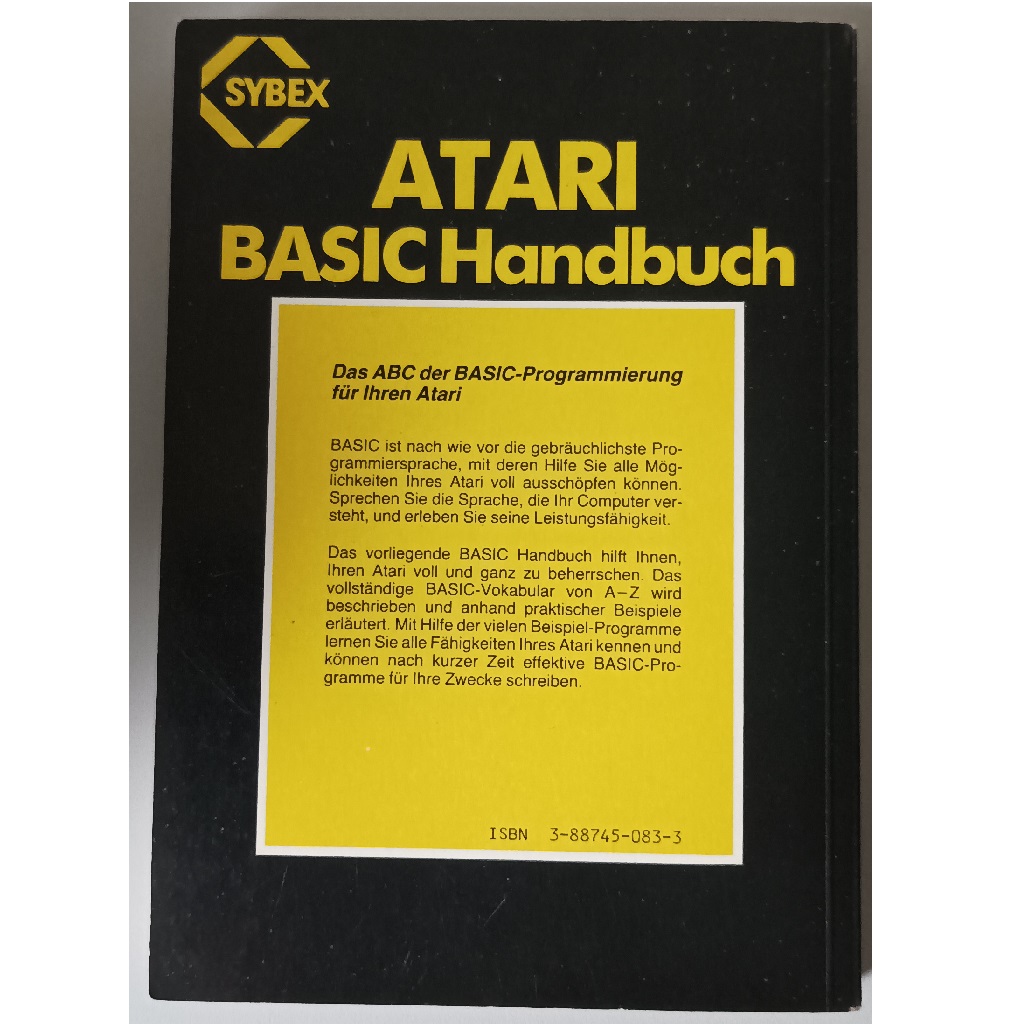 SYBEX
ATARI
BASIC Handbuch
Das ABC der BASIC-Programmierung
für Ihren Atari
BASIC ist nach wie vor die gebräuchlichste Pro-
grammiersprache, mit deren Hilfe Sie alle Mög-
lichkeiten Ihres Atari voll ausschöpfen können.
Sprechen Sie die Sprache, die Ihr Computer ver-
steht, und erleben Sie seine Leistungsfähigkeit.
Das vorliegende BASIC Handbuch hilft Ihnen,
Ihren Atari voll und ganz zu beherrschen. Das
vollständige BASIC-Vokabular von A–Z wird
beschrieben und anhand praktischer Beispiele
erläutert. Mit Hilfe der vielen Beispiel-Programme
lernen Sie alle Fähigkeiten Ihres Atari kennen und
können nach kurzer Zeit effektive BASIC-Pro-
gramme für Ihre Zwecke schreiben.
ISBN 3-88745-083-3